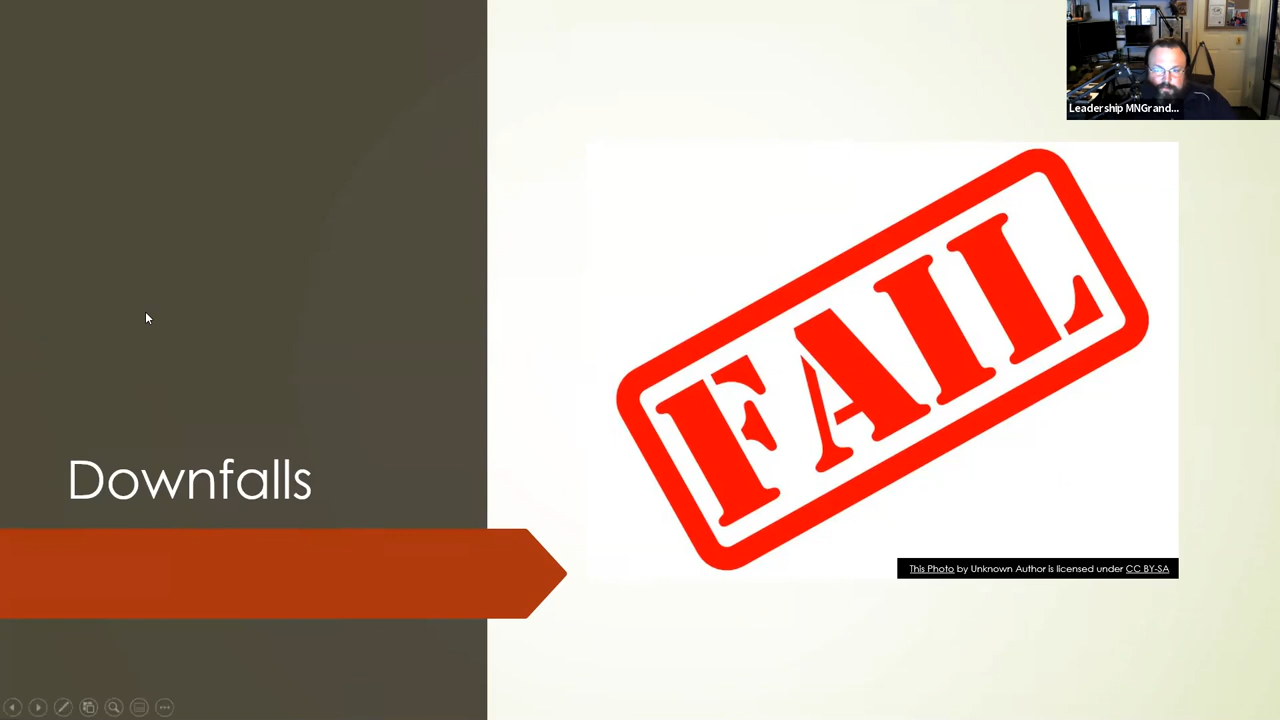 Leadership MNGrand...
FAIL
Downfalls
This Photo by Unknown Author is licensed under CC BY-SA